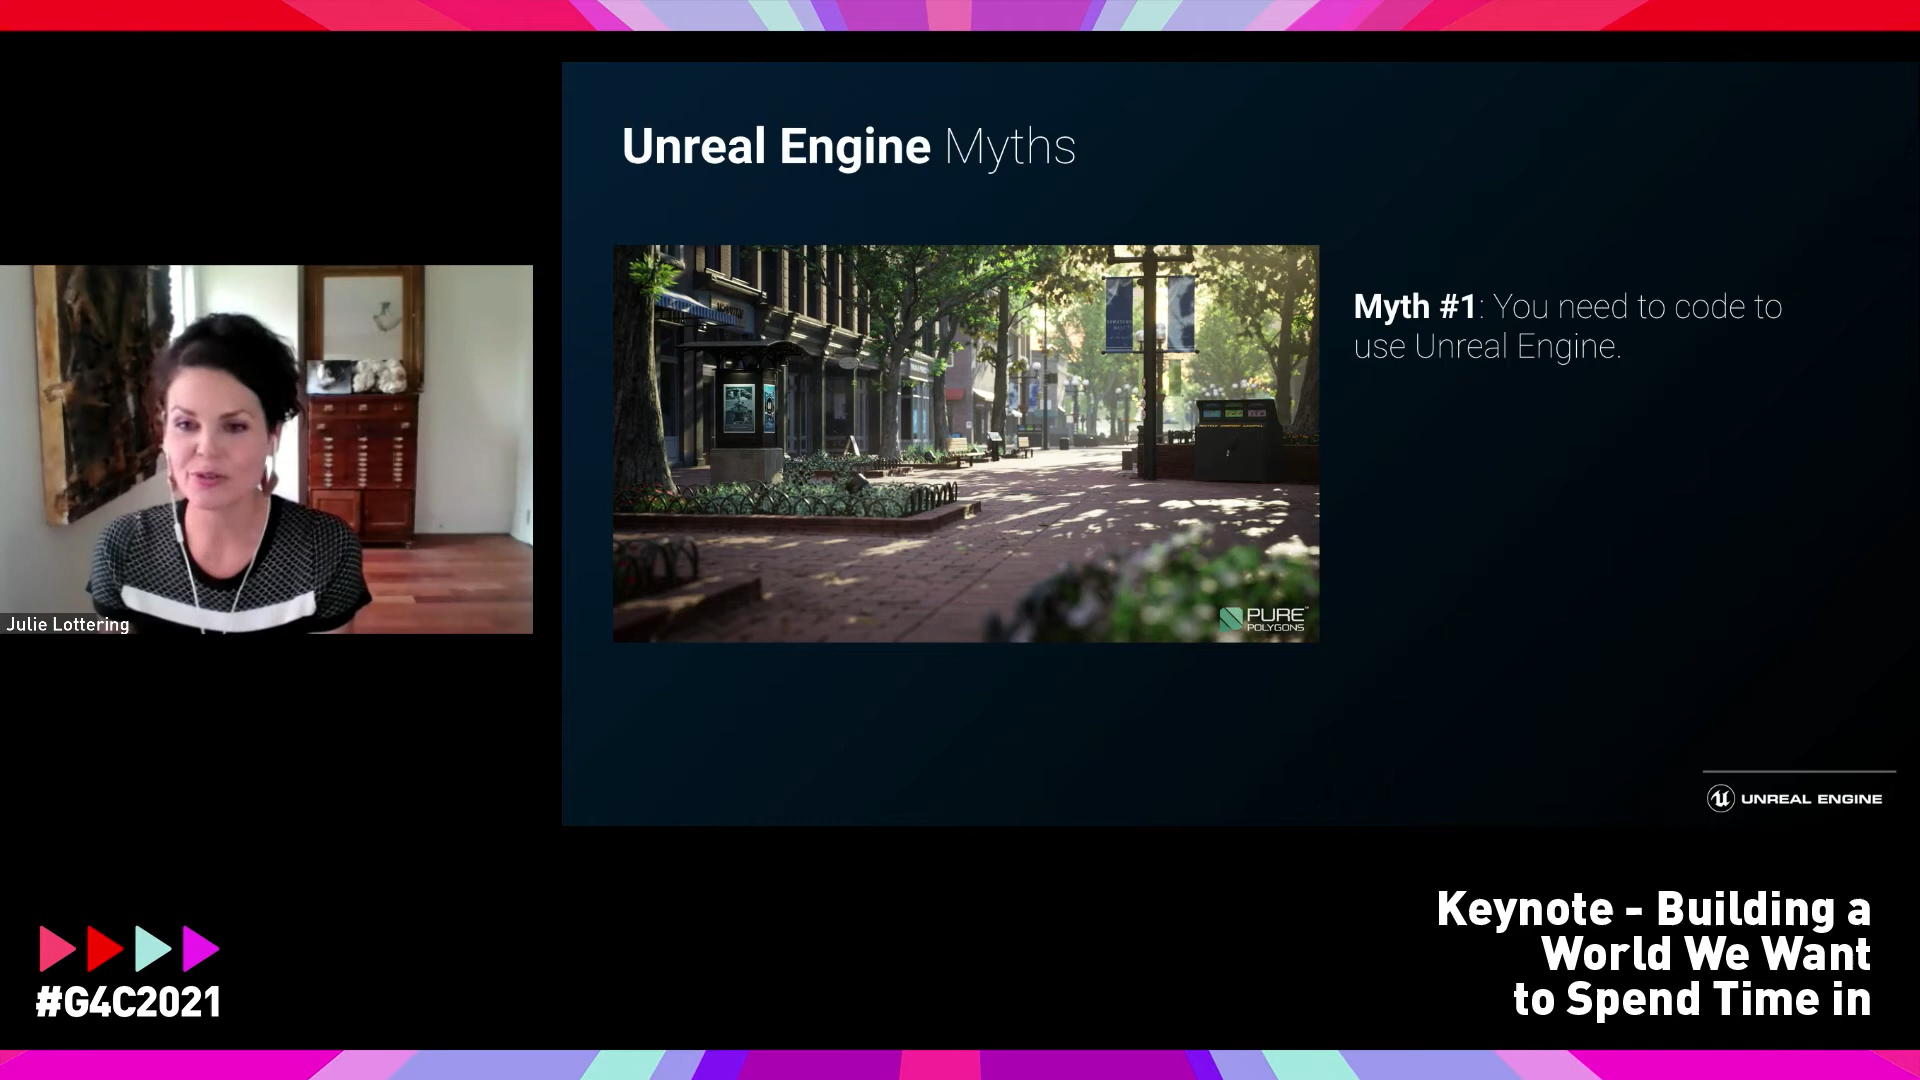 Unreal Engine Myths
Myth #1: You need to code to
use Unreal Engine.
PURE
POLYGONS
UNREAL ENGINE
Julie Lottering
#G4C2021
Keynote - Building a
World We Want
to Spend Time in